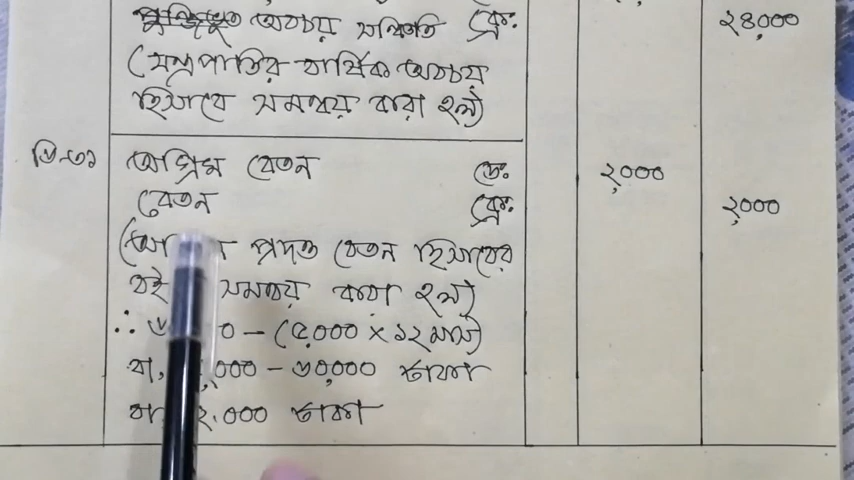 পুঞ্জিভূত অবচয় সঞ্চিতি ক্রে: ২৪,০০০
(যন্ত্রপাতির বার্ষিক অবচয়
হিসাবে সমন্বয় করা হল)
ডি-৩১ অগ্রিম বেতন ডে: ২,০০০
বেতন ক্রে: ২,০০০
প্রদত্ত বেতন হিসাবের
সমন্বয় করা হল)
∴ – (৫,০০০ × ১২ মাস)
বা, – ৬০,০০০ টাকা
বা ২,০০০ টাকা